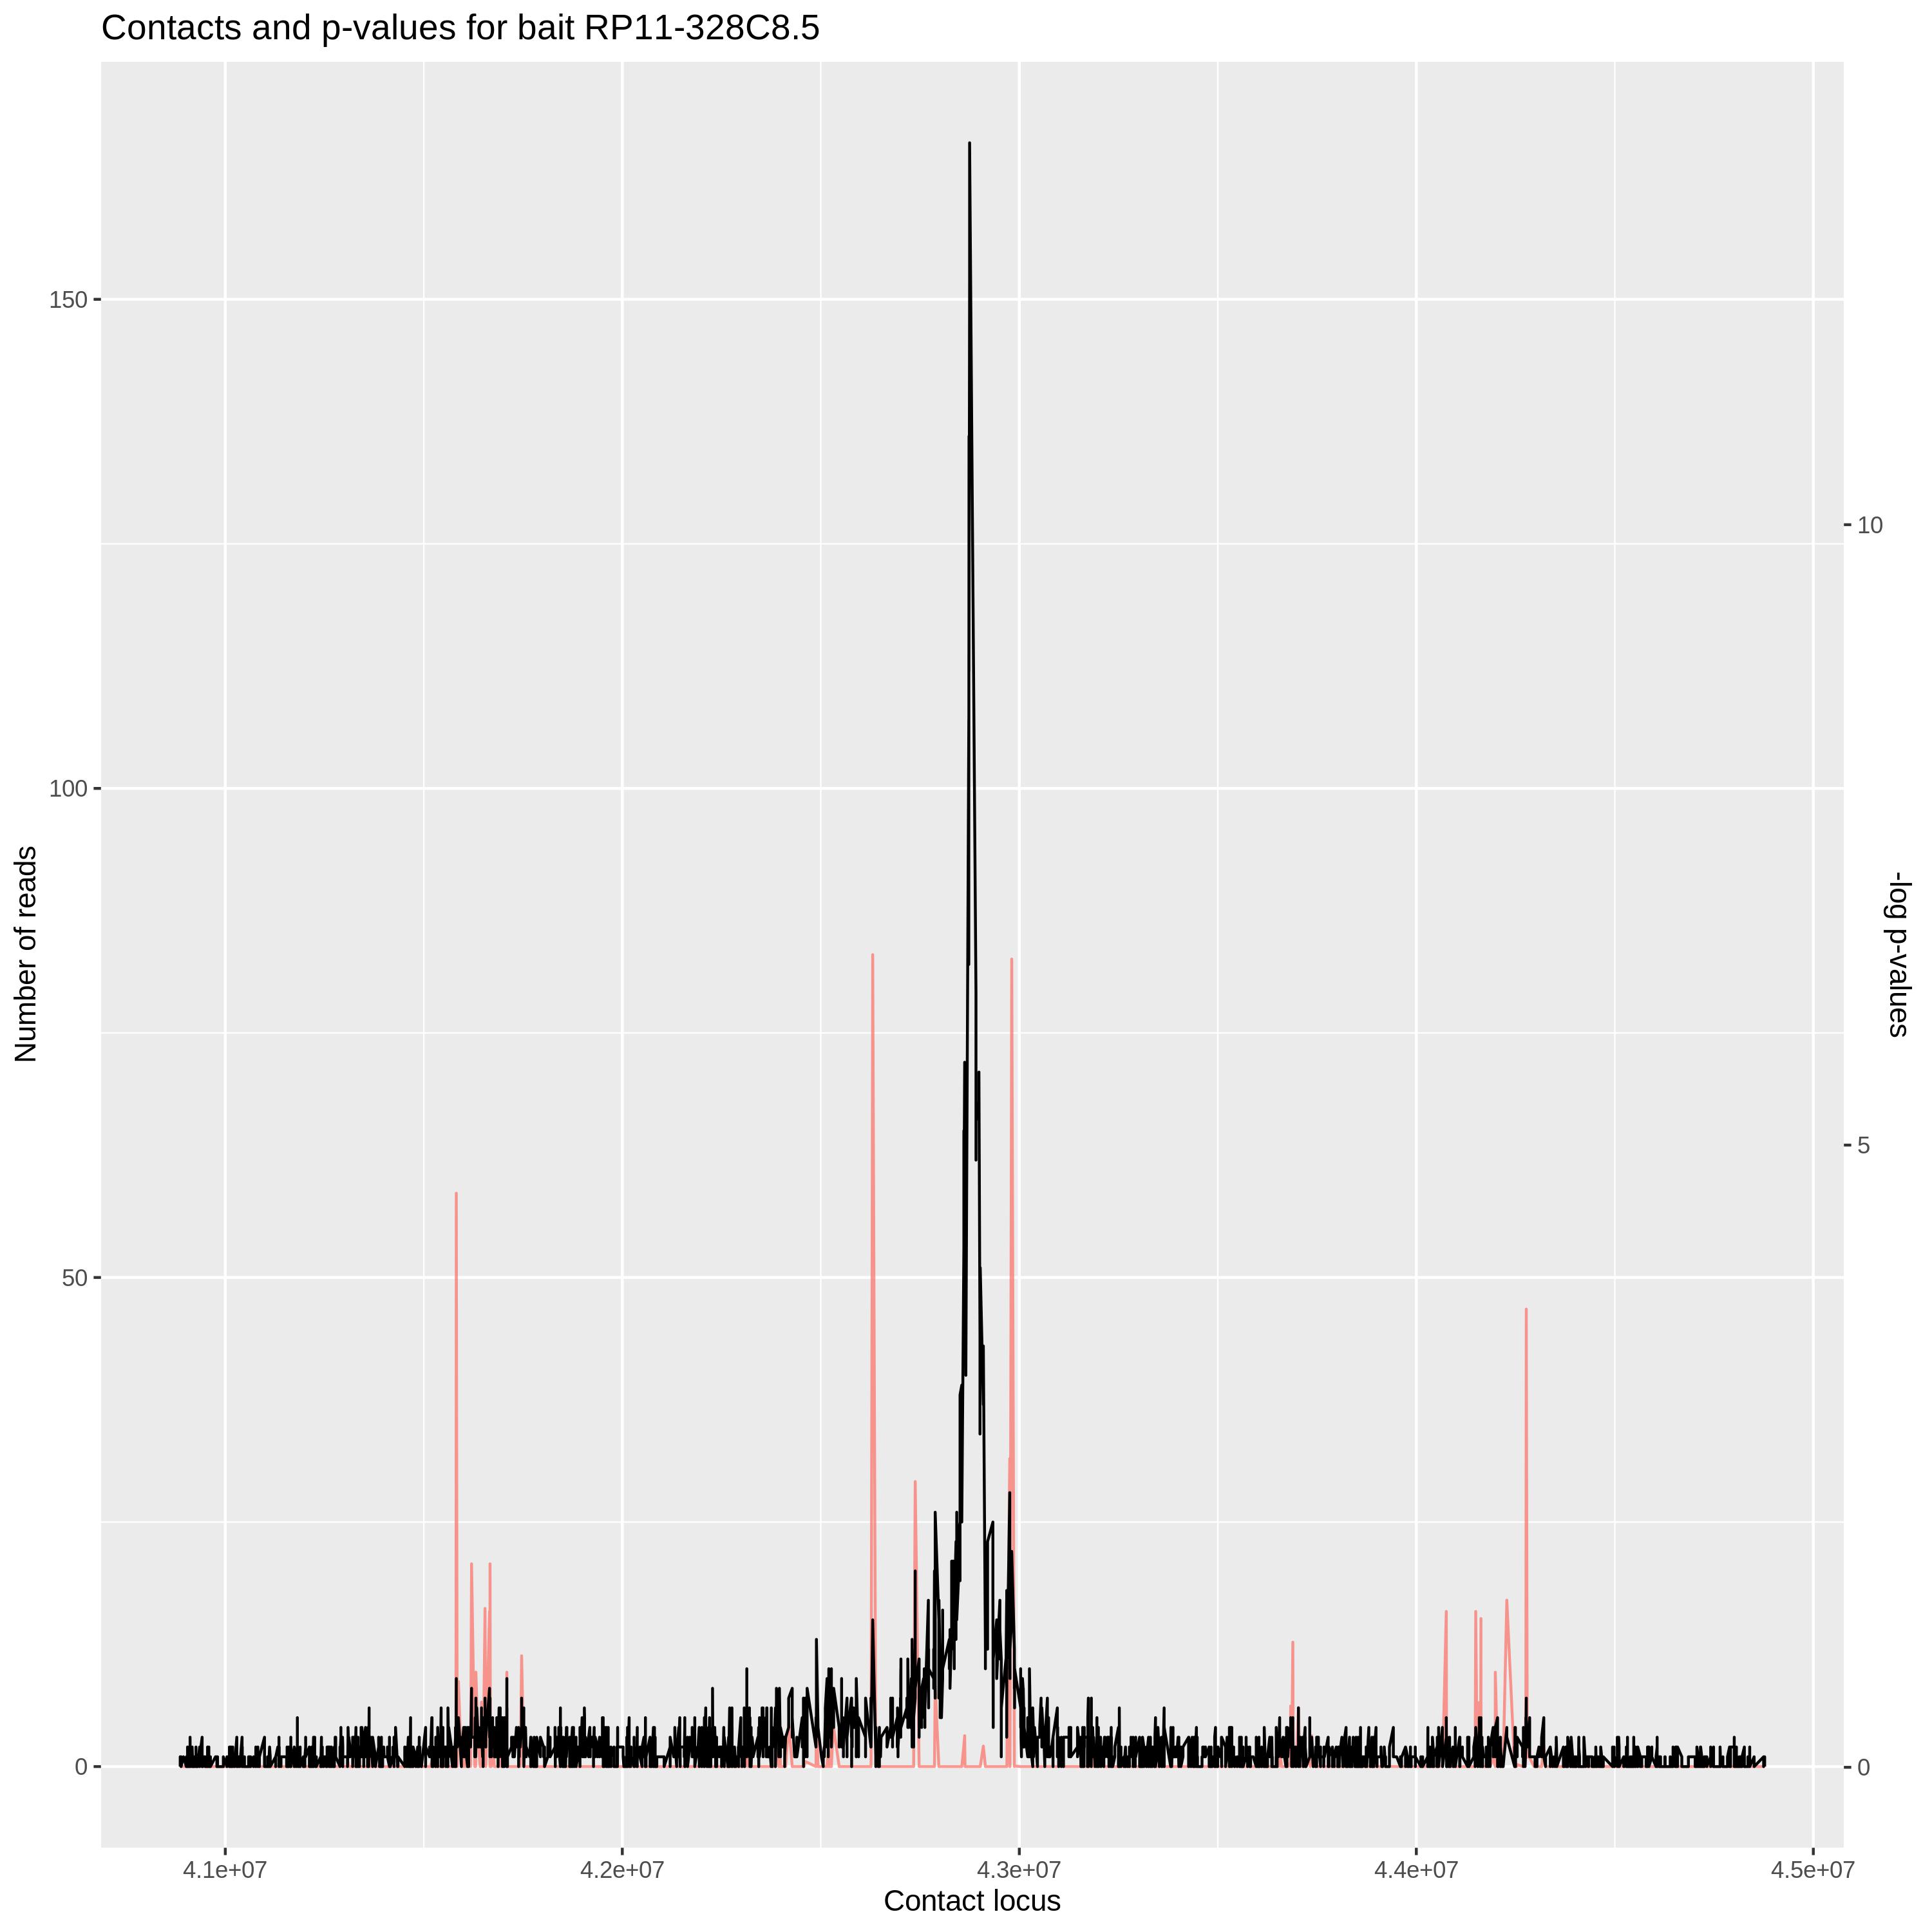 Contacts and p-values for bait RP11-328C8.5
150
100
50
0
Number of reads
10
5
0
-log p-values
4.1e+07
4.2e+07
4.3e+07
4.4e+07
4.5e+07
Contact locus